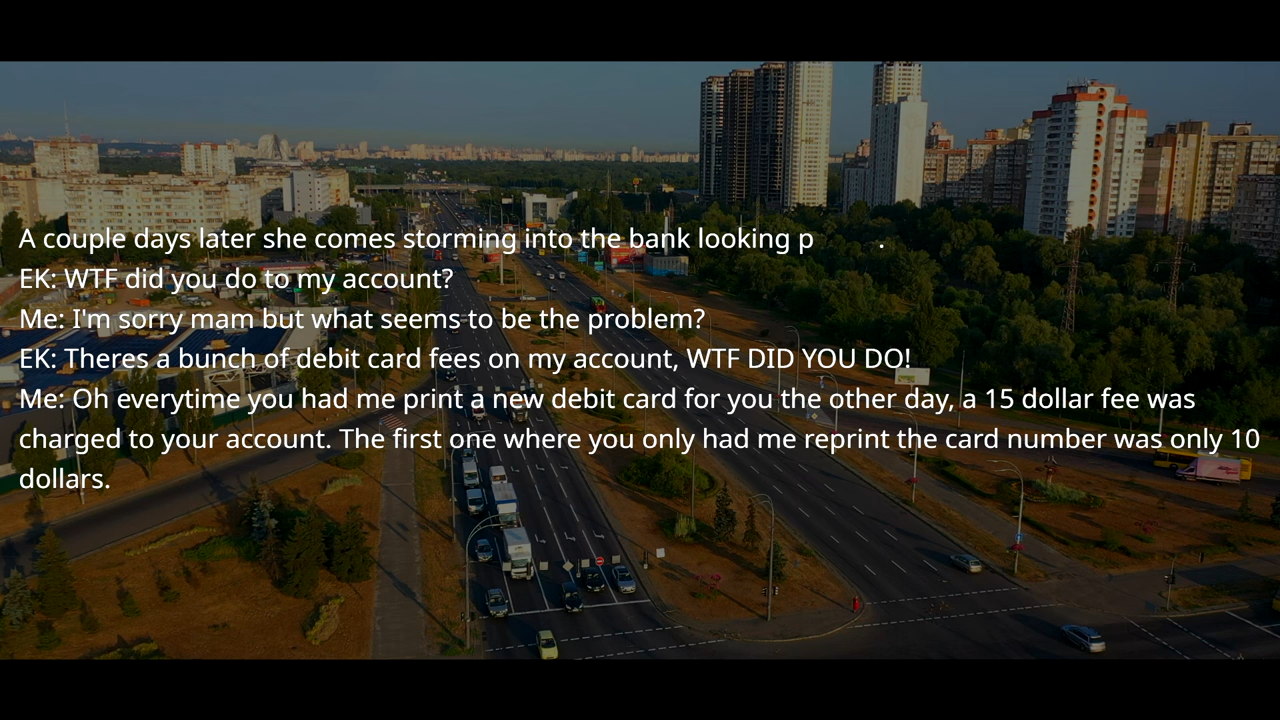 A couple days later she comes storming into the bank looking p .
EK: WTF did you do to my account?
Me: I'm sorry mam but what seems to be the problem?
EK: Theres a bunch of debit card fees on my account, WTF DID YOU DO!
Me: Oh everytime you had me print a new debit card for you the other day, a 15 dollar fee was
charged to your account. The first one where you only had me reprint the card number was only 10
dollars.